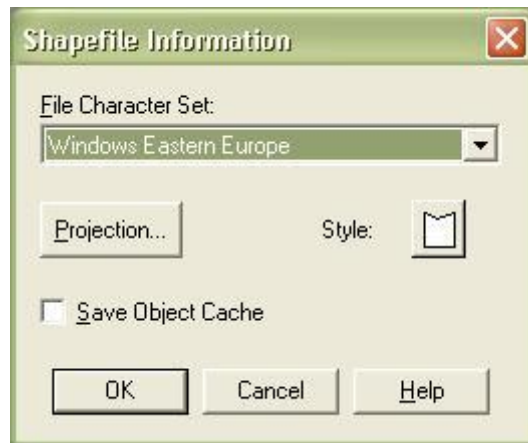 Shapefile Information
File Character Set:
Windows Eastern Europe
Projection...
Style:
Save Object Cache
OK
Cancel
Help